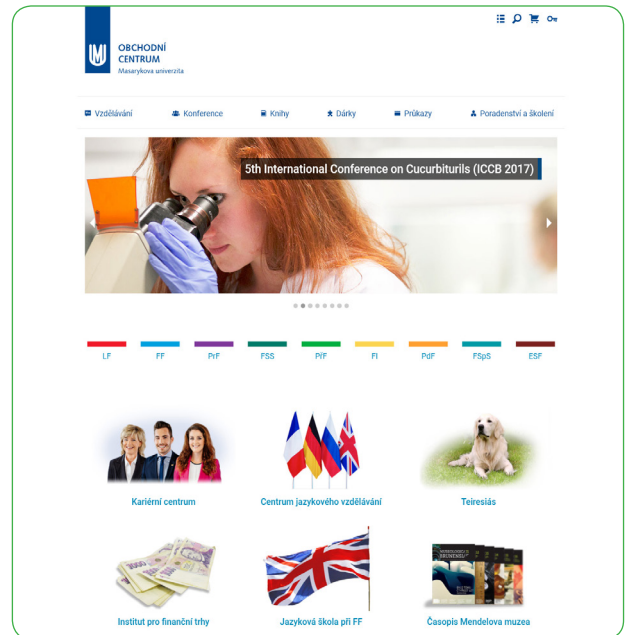 OBCHODNÍ
CENTRUM
Masarykova univerzita
Vzdělávání Konference Knihy Dárky Průkazy Poradenství a školení
5th International Conference on Cucurbiturils (ICCB 2017)
LF FF PrF FSS PřF FI PdF FSpS ESF
Kariérní centrum Centrum jazykového vzdělávání Teiresiás
Institut pro finanční trhy Jazyková škola při FF Časopis Mendelova muzea